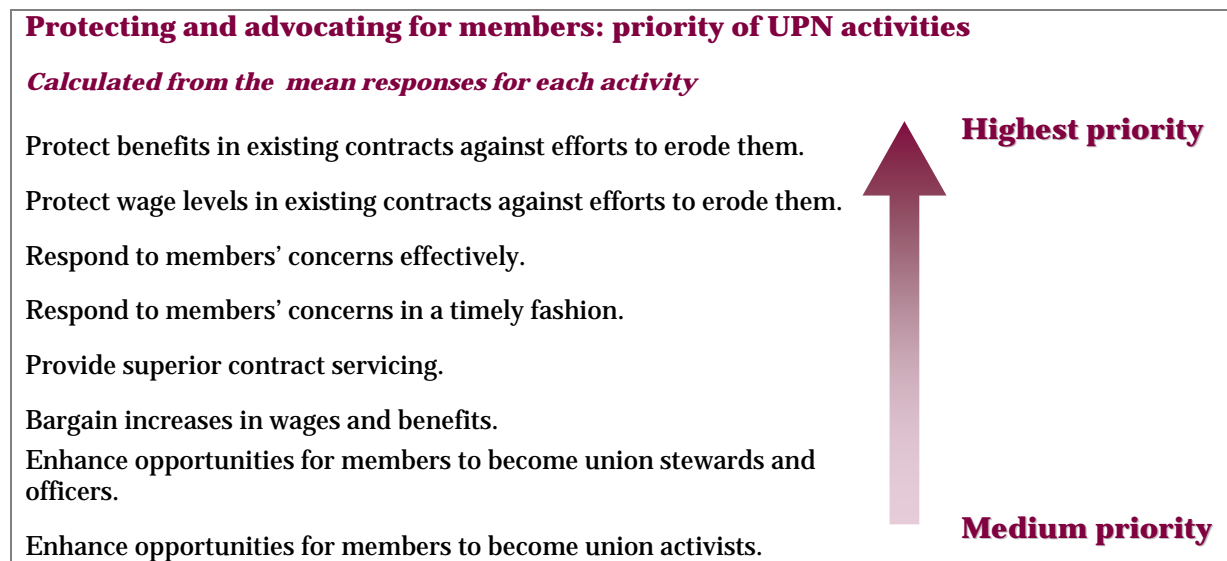 Protecting and advocating for members: priority of UPN activities
Calculated from the mean responses for each activity
Highest priority
Protect benefits in existing contracts against efforts to erode them.
Protect wage levels in existing contracts against efforts to erode them.
Respond to members’ concerns effectively.
Respond to members’ concerns in a timely fashion.
Provide superior contract servicing.
Bargain increases in wages and benefits.
Enhance opportunities for members to become union stewards and
officers.
Medium priority
Enhance opportunities for members to become union activists.